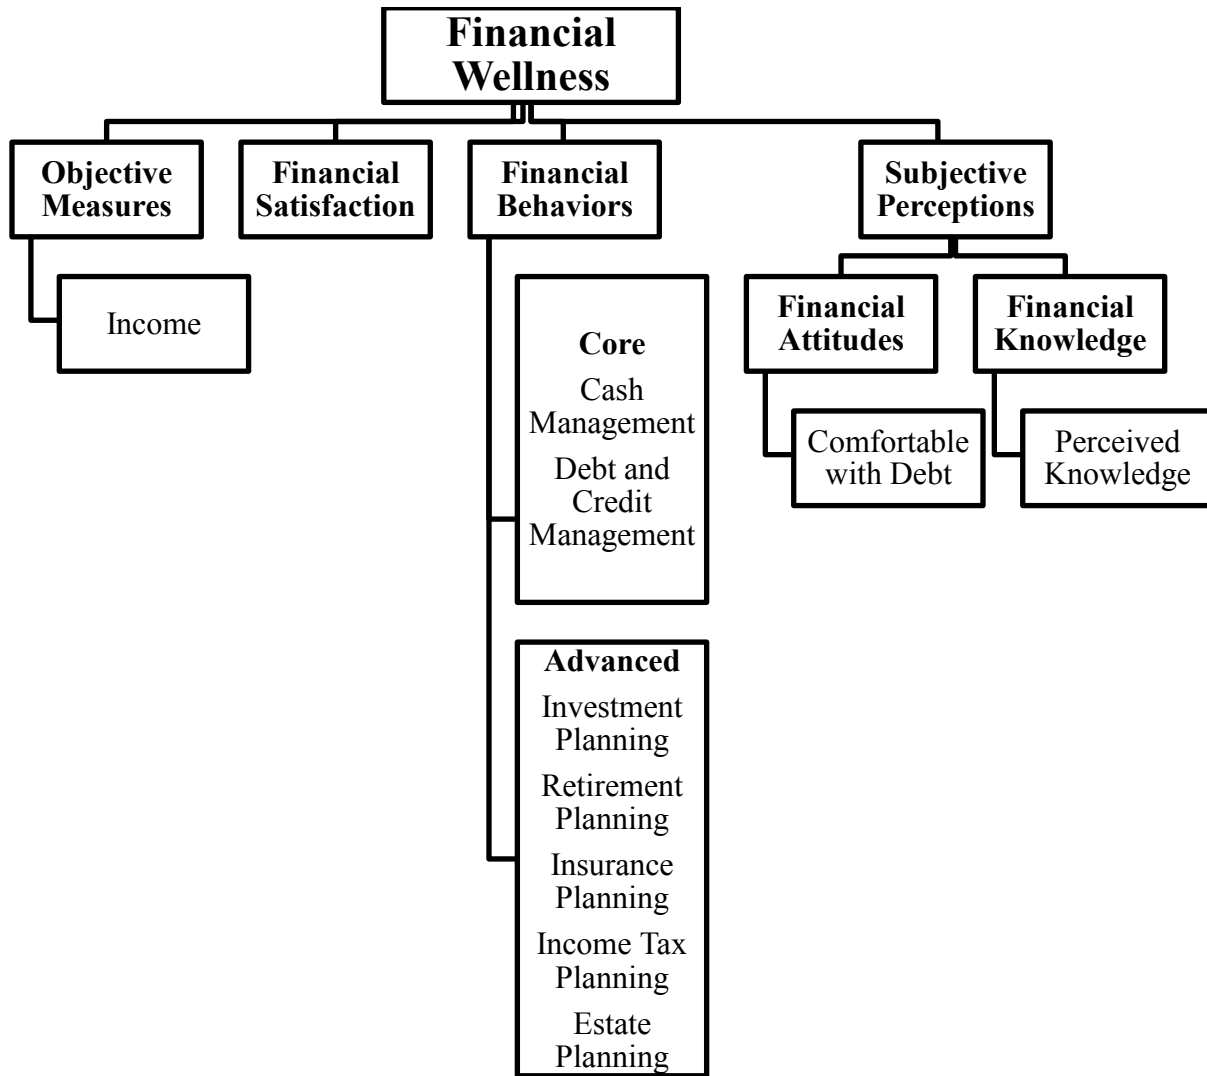 Financial
Wellness
Objective
Measures
Financial
Satisfaction
Financial
Behaviors
Subjective
Perceptions
Income
Core
Cash
Management
Debt and
Credit
Management
Advanced
Investment
Planning
Retirement
Planning
Insurance
Planning
Income Tax
Planning
Estate
Planning
Financial
Attitudes
Financial
Knowledge
Comfortable
with Debt
Perceived
Knowledge